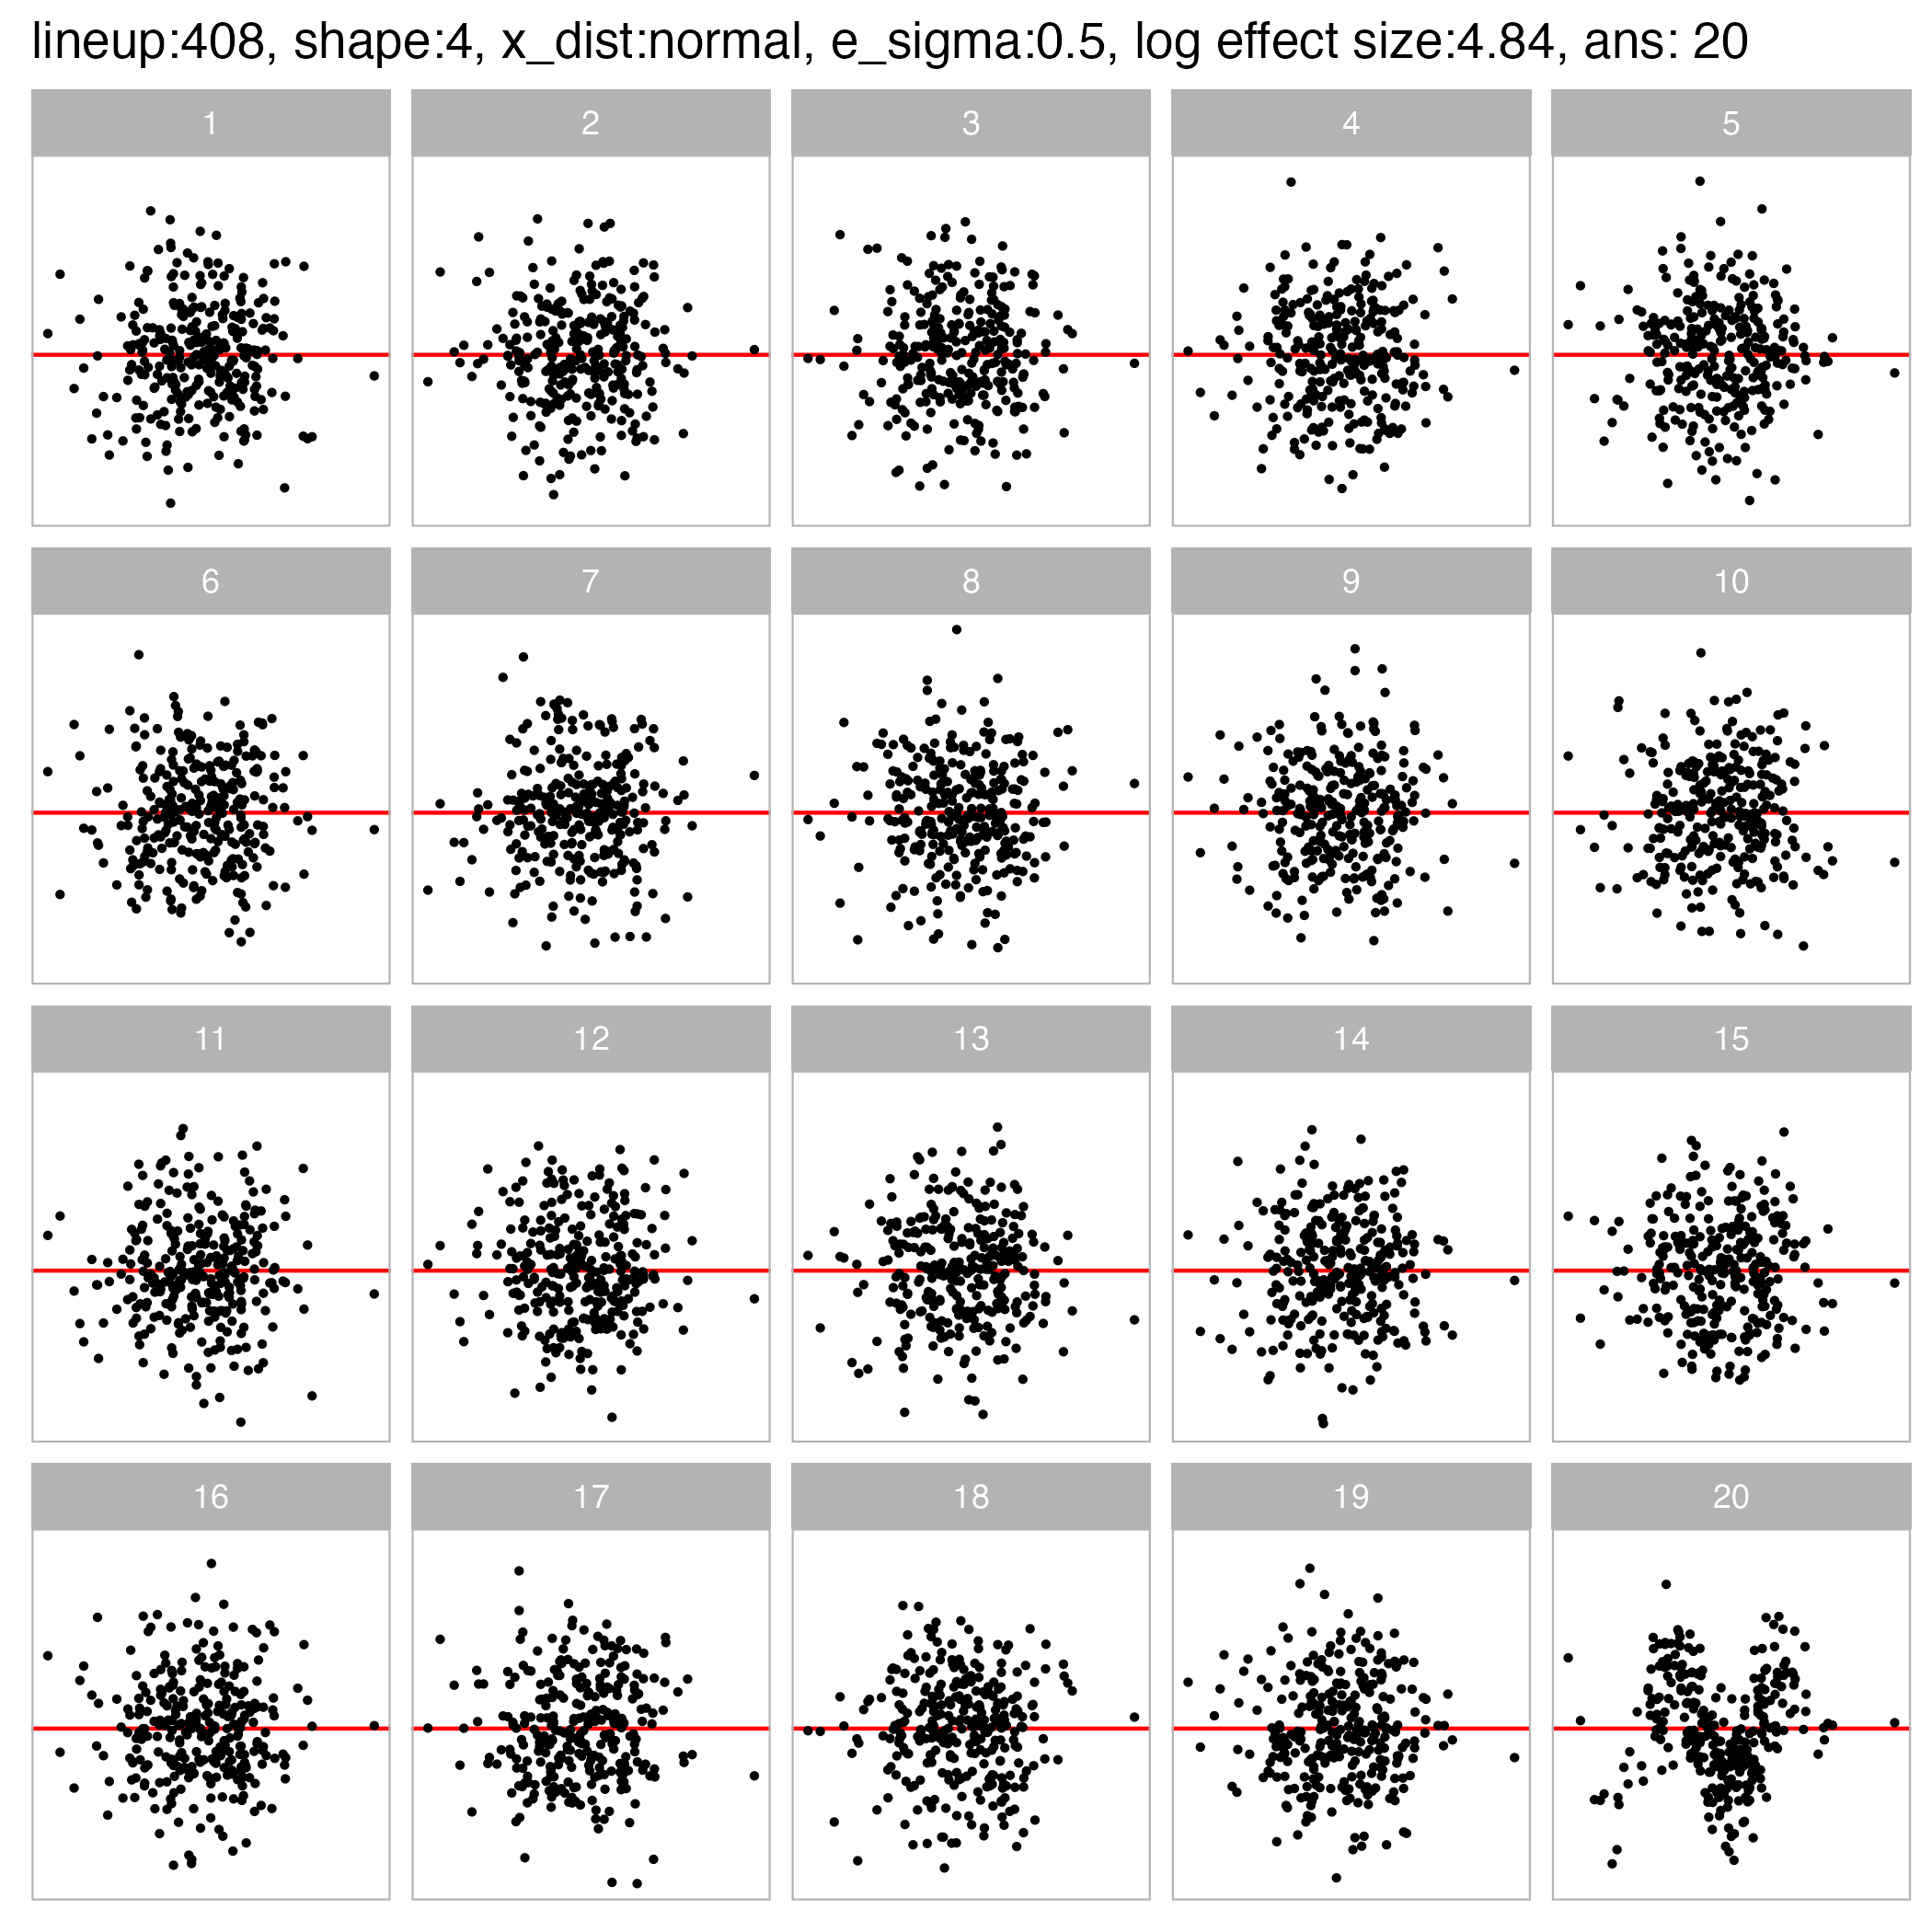 lineup:408, shape:4, x_dist:normal, e_sigma:0.5, log effect size:4.84, ans: 20
1 2 3 4 5
6 7 8 9 10
11 12 13 14 15
16 17 18 19 20